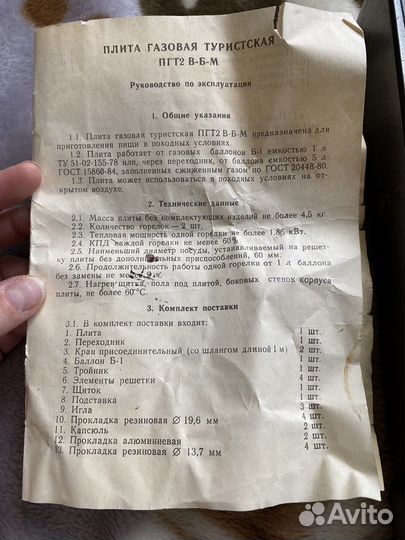 ПЛИТА ГАЗОВАЯ ТУРИСТСКАЯ
ПГТ2 В-Б-М
Руководство по эксплуатации
1. Общие указания
1.1. Плита газовая туристская ПГТ2 В-Б-М предназначена для
приготовления пищи в походных условиях.
1.2. Плита работает от газовых баллонов Б-1 емкостью 1 л
ТУ 51-02-155-78 или, через переходник, от баллона емкостью 5 л
ГОСТ 15860-84, заполненных сжиженным газом по ГОСТ 20448-80.
1.3. Плита может использоваться в походных условиях на от-
крытом воздухе.
2. Технические данные
2.1. Масса плиты без комплектующих изделий не более 4,5 кг.
2.2. Количество горелок — 2 шт.
2.3. Тепловая мощность одной горелки не более 1,86 кВт.
2.4. КПД каждой горелки не менее 60%.
2.5. Наименьший диаметр посуды, устанавливаемый на решет-
ку плиты без дополнительных приспособлений, 60 мм.
2.6. Продолжительность работы одной горелки от 1 л баллона
без замены не
2.7. Нагрев щитка, пола под плитой, боковых стенок корпуса
плиты, не более 60°С.
3. Комплект поставки
3.1. В комплект поставки входит:
1. Плита 1 шт.
2. Переходник 1 шт.
3. Кран присоединительный (со шлангом длиной 1 м) 2 шт.
4. Баллон Б-1 1 шт.
5. Тройник 1 шт.
6. Элементы решетки 4 шт.
7. Щиток 1 шт.
8. Подставка 1 шт.
9. Игла 3 шт.
10. Прокладка резиновая ∅ 19,6 мм 4 шт.
11. Капсюль 2 шт.
12. Прокладка алюминиевая 2 шт.
13. Прокладка резиновая ∅ 13,7 мм 4 шт.
Avito